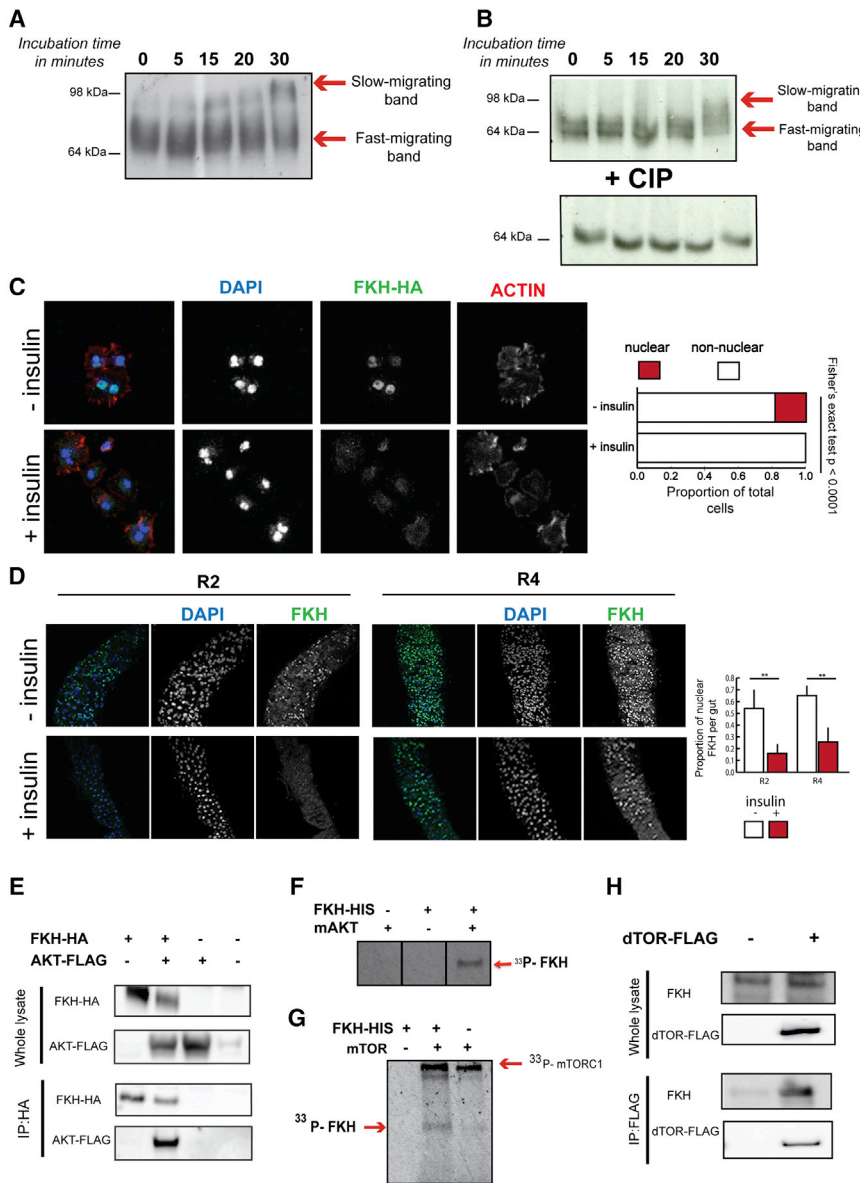 A
Incubation time
in minutes
0 5 15 20 30
98 kDa
64 kDa
Slow-migrating
band
Fast-migrating
band
B
Incubation time
in minutes
0 5 15 20 30
98 kDa
64 kDa
Slow-migratin
band
Fast-migrating
band
+ CIP
64 kDa
C
DAPI FKH-HA ACTIN
- insulin
+ insulin
nuclear non-nuclear
- insulin
+ insulin
0.0 0.2 0.4 0.6 0.8 1.0
Proportion of total
cells
Fisher's exact test p < 0.0001
D
R2 R4
DAPI FKH DAPI FKH
- insulin
+ insulin
Proportion of nuclear
FKH per gut
0.8
0.7
0.6
0.5
0.4
0.3
0.2
0.1
0
** **
R2 R4
insulin
- +
E
FKH-HA + + - -
AKT-FLAG - + + -
Whole lysate
FKH-HA
AKT-FLAG
IP:HA
FKH-HA
AKT-FLAG
F
FKH-HIS - + +
mAKT + - +
33P- FKH
G
FKH-HIS + + -
mTOR - + +
33P- mTORC1
33
P- FKH
H
dTOR-FLAG - +
Whole lysate
FKH
dTOR-FLAG
IP:FLAG
FKH
dTOR-FLAG